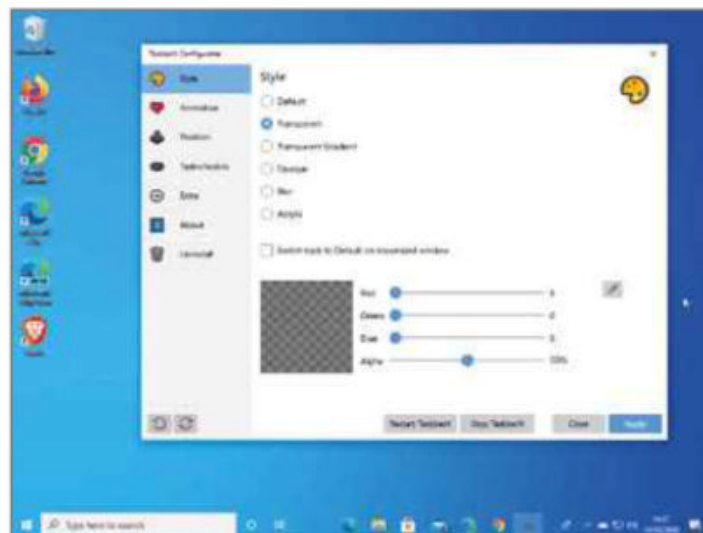 TaskbarX Configurator
Style
Style
Animation
Default
Position
Transparent
Transparent Gradient
Taskschedule
Opaque
Extra
Blur
About
Acrylic
Uninstall
Switch back to Default on maximized window
Red
Green 0
Blue
Alpha 50%
Restart TaskbarX Stop TaskbarX Close Apply
Type here to search